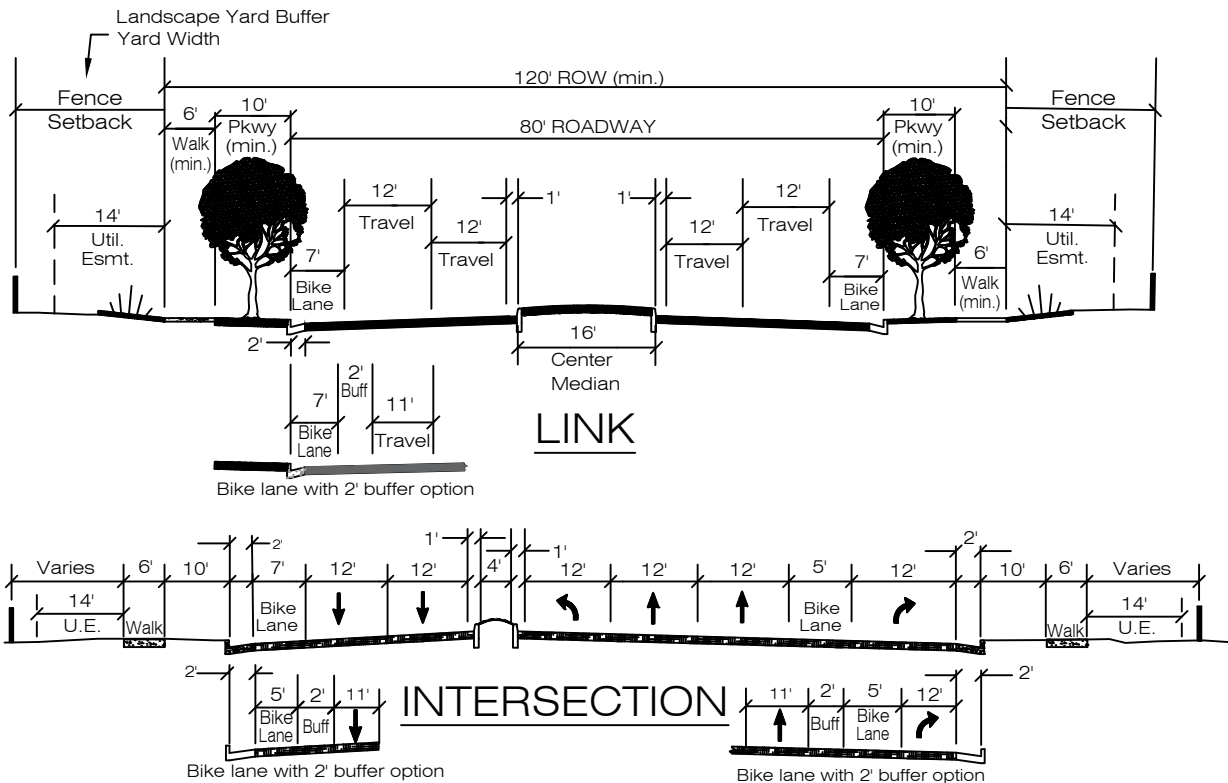 Landscape Yard Buffer
Yard Width
120' ROW (min.)
Fence
Setback
6'
Walk
(min.)
10'
Pkwy
(min.)
80' ROADWAY
10'
Pkwy
(min.)
Fence
Setback
14'
Util.
Esmt.
7'
Bike
Lane
12'
Travel
12'
Travel
1'
1'
12'
Travel
12'
Travel
7'
Bike
Lane
6'
Walk
(min.)
14'
Util.
Esmt.
2'
16'
Center
Median
7'
Bike
Lane
2'
Buff
11'
Travel
LINK
Bike lane with 2' buffer option
Varies
6'
10'
2'
7'
12'
12'
1'
4'
1'
12'
12'
12'
5'
12'
2'
10'
6'
Varies
14'
U.E.
Walk
Bike
Lane
Bike
Lane
Walk
14'
U.E.
2'
5'
Bike
Lane
2'
Buff
11'
INTERSECTION
11'
2'
Buff
5'
Bike
Lane
12'
2'
Bike lane with 2' buffer option
Bike lane with 2' buffer option